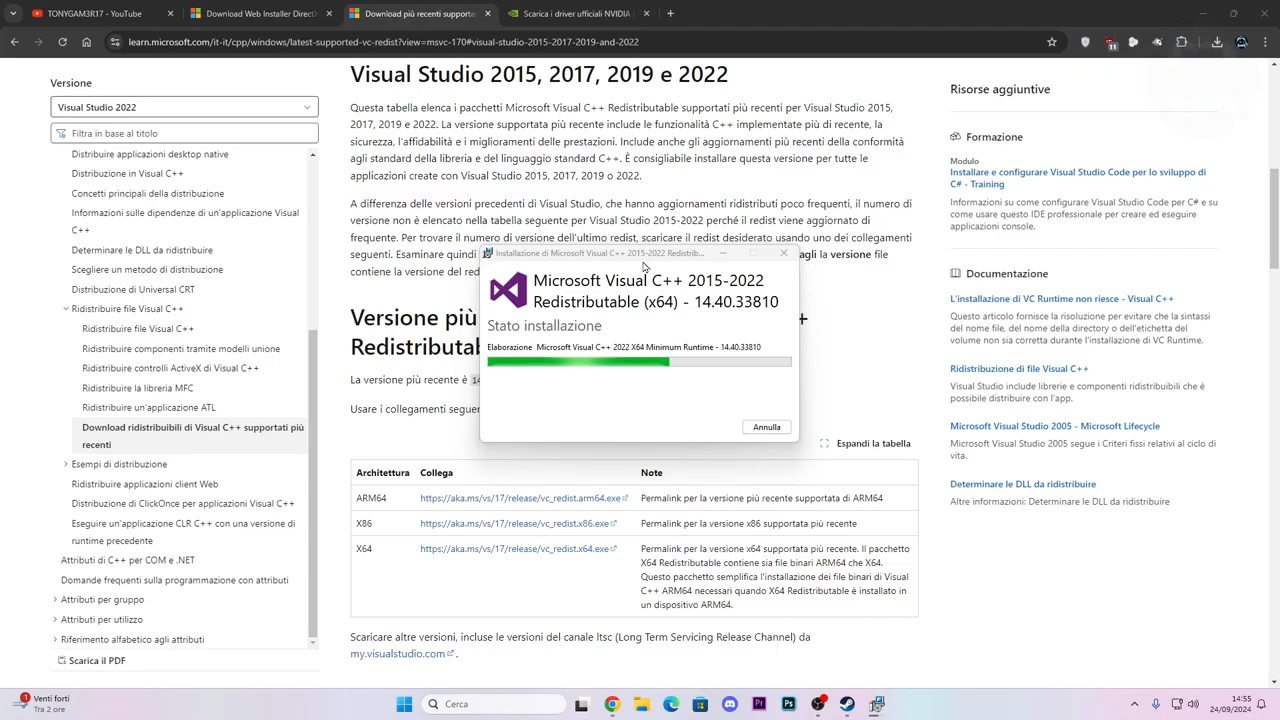 TONYGAM3R17 - YouTube
Download Web Installer DirectX
Download più recenti supportati
Scarica i driver ufficiali NVIDIA
learn.microsoft.com/it-it/cpp/windows/latest-supported-vc-redist?view=msvc-170#visual-studio-2015-2017-2019-and-2022
11
Versione
Visual Studio 2022
Filtra in base al titolo
Distribuire applicazioni desktop native
Distribuzione in Visual C++
Concetti principali della distribuzione
Informazioni sulle dipendenze di un'applicazione Visual
C++
Determinare le DLL da ridistribuire
Scegliere un metodo di distribuzione
Distribuzione di Universal CRT
Ridistribuire file Visual C++
Ridistribuire file Visual C++
Ridistribuire componenti tramite moduli unione
Ridistribuire controlli ActiveX di Visual C++
Ridistribuire la libreria MFC
Ridistribuire un'applicazione ATL
Download ridistribuibili di Visual C++ supportati più
recenti
Esempi di distribuzione
Ridistribuire applicazioni client Web
Distribuzione di ClickOnce per applicazioni Visual C++
Eseguire un'applicazione CLR C++ con una versione di
runtime precedente
Attributi di C++ per COM e .NET
Domande frequenti sulla programmazione con attributi
Attributi per gruppo
Attributi per utilizzo
Riferimento alfabetico agli attributi
Scarica il PDF
Visual Studio 2015, 2017, 2019 e 2022
Questa tabella elenca i pacchetti Microsoft Visual C++ Redistributable supportati più recenti per Visual Studio 2015,
2017, 2019 e 2022. La versione supportata più recente include le funzionalità C++ implementate più di recente, la
sicurezza, l'affidabilità e i miglioramenti delle prestazioni. Include anche gli aggiornamenti più recenti della conformità
agli standard della libreria e del linguaggio standard C++. È consigliabile installare questa versione per tutte le
applicazioni create con Visual Studio 2015, 2017, 2019 o 2022.
A differenza delle versioni precedenti di Visual Studio, che hanno aggiornamenti ridistributi poco frequenti, il numero di
versione non è elencato nella tabella seguente per Visual Studio 2015-2022 perché il redist viene aggiornato di
frequente. Per trovare il numero di versione dell'ultimo redist, scaricare il redist desiderato usando uno dei collegamenti
seguenti. Esaminare quindi
agli la versione file
contiene la versione del red
Versione più
+
Redistributab
La versione più recente è 14
Usare i collegamenti seguen
Installazione di Microsoft Visual C++ 2015-2022 Redistrib...
Microsoft Visual C++ 2015-2022
Redistributable (x64) - 14.40.33810
Stato installazione
Elaborazione Microsoft Visual C++ 2022 X64 Minimum Runtime - 14.40.33810
Annulla
Espandi la tabella
Architettura Collega Note
ARM64 https://aka.ms/vs/17/release/vc_redist.arm64.exe Permalink per la versione più recente supportata di ARM64
X86 https://aka.ms/vs/17/release/vc_redist.x86.exe Permalink per la versione x86 supportata più recente
X64 https://aka.ms/vs/17/release/vc_redist.x64.exe Permalink per la versione x64 supportata più recente. Il pacchetto
X64 Redistributable contiene sia file binari ARM64 che X64.
Questo pacchetto semplifica l'installazione dei file binari di Visual
C++ ARM64 necessari quando X64 Redistributable è installato in
un dispositivo ARM64.
Scaricare altre versioni, incluse le versioni del canale ltsc (Long Term Servicing Release Channel) da
my.visualstudio.com .
Risorse aggiuntive
Formazione
Modulo
Installare e configurare Visual Studio Code per lo sviluppo di
C# - Training
Informazioni su come configurare Visual Studio Code per C# e su
come usare questo IDE professionale per creare ed eseguire
applicazioni console.
Documentazione
L'installazione di VC Runtime non riesce - Visual C++
Questo articolo fornisce la risoluzione per evitare che la sintassi
del nome file, del nome della directory o dell'etichetta del
volume non sia corretta durante l'installazione di VC Runtime.
Ridistribuzione di file Visual C++
Visual Studio include librerie e componenti ridistribuibili che è
possibile distribuire con l'app.
Microsoft Visual Studio 2005 - Microsoft Lifecycle
Microsoft Visual Studio 2005 segue i Criteri fissi relativi al ciclo di
vita.
Determinare le DLL da ridistribuire
Altre informazioni: Determinare le DLL da ridistribuire
1
Venti forti
Tra 2 ore
Cerca
Pr
Ps
14:55
24/09/2024